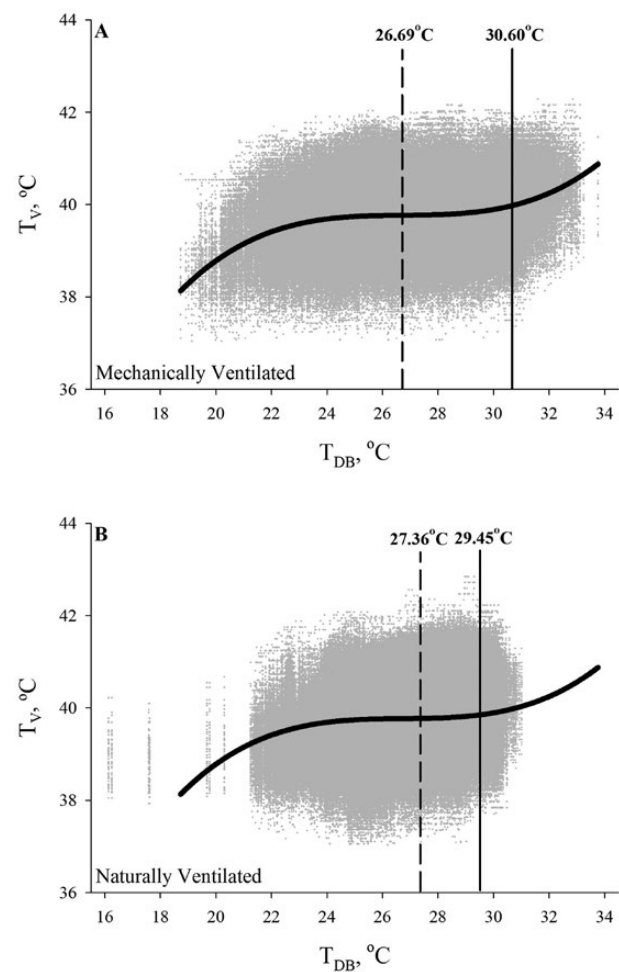 A
26.69°C 30.60°C
44
42
40
38
36
T_V, °C
Mechanically Ventilated
16 18 20 22 24 26 28 30 32 34
T_DB, °C
B
27.36°C 29.45°C
44
42
40
38
36
T_V, °C
Naturally Ventilated
16 18 20 22 24 26 28 30 32 34
T_DB, °C